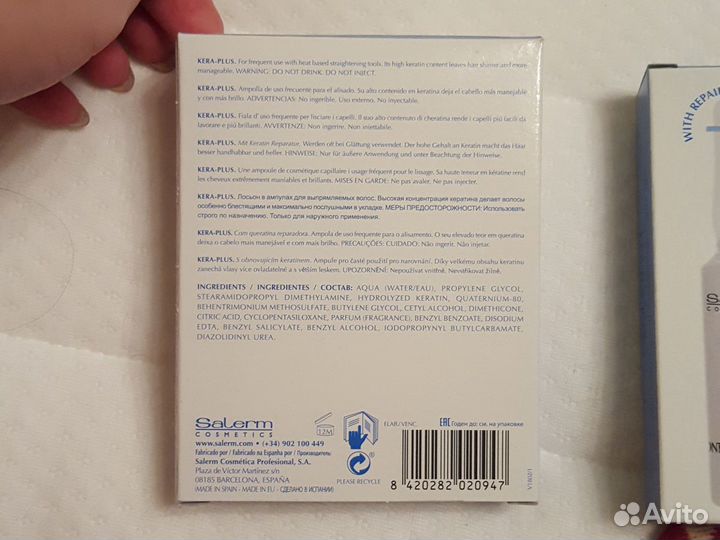 KERA-PLUS. For frequent use with heat based straightening tools. Its high keratin content leaves hair shinier and more
manageable. WARNING: DO NOT DRINK. DO NOT INJECT.
KERA-PLUS. Ampolla de uso frecuente para el alisado. Su alto contenido en keratina deja el cabello más manejable
y con más brillo. ADVERTENCIAS: No ingerible. Uso externo. No inyectable.
KERA-PLUS. Fiala d' uso frequente per lisciare i capelli. Il suo alto contenuto di cheratina rende i capelli più facili da
lavorare e più brillanti. AVVERTENZE: Non ingerire. Non iniettabile.
KERA-PLUS. Mit Keratin Reparatur. Werden oft bei Glättung verwendet. Der hohe Gehalt an Keratin macht das Haar
besser handhabbar und heller. HINWEISE: Nur für äußere Anwendung und unter Beachtung der Hinweise.
KERA-PLUS. Une ampoule de cosmétique capillaire à usage fréquent pour le lissage. Sa haute teneur en kératine rend
les cheveux extrêmement maniables et brillants. MISES EN GARDE: Ne pas avaler. Ne pas injecter.
KERA-PLUS. Лосьон в ампулах для выпрямляемых волос. Высокая концентрация кератина делает волосы
особенно блестящими и максимально послушными в укладке. МЕРЫ ПРЕДОСТОРОЖНОСТИ: Использовать
строго по назначению. Только для наружного применения.
KERA-PLUS. Com queratina reparadora. Ampola de uso frequente para o alisamento. O seu elevado teor em queratina
deixa o cabelo mais manejável e com mais brilho. PRECAUÇÕES: CUIDADO: Não ingerir. Não injetar.
KERA-PLUS. S obnovujícím keratinem. Ampule pro časté použití pro narovnání. Díky velkému obsahu keratinu
zanechá vlasy více ovladatelné a s větším leskem. UPOZORNĚNÍ: Nepoužívat vnitřně. Nevstřikovat žilně.
INGREDIENTS / INGREDIENTES / СОСТАВ: AQUA (WATER/EAU), PROPYLENE GLYCOL,
STEARAMIDOPROPYL DIMETHYLAMINE, HYDROLYZED KERATIN, QUATERNIUM-80,
BEHENTRIMONIUM METHOSULFATE, BUTYLENE GLYCOL, CETYL ALCOHOL, DIMETHICONE,
CITRIC ACID, CYCLOPENTASILOXANE, PARFUM (FRAGRANCE), BENZYL BENZOATE, DISODIUM
EDTA, BENZYL SALICYLATE, BENZYL ALCOHOL, IODOPROPYNYL BUTYLCARBAMATE,
DIAZOLIDINYL UREA.
Salerm
COSMETICS
www.salerm.com • (+34) 902 100 449
Fabricado por / Fabricado na Espanha por / Производитель:
Salerm Cosmética Profesional, S.A.
Plaza de Víctor Martínez s/n
08185 BARCELONA, ESPAÑA
(MADE IN SPAIN - MADE IN EU - СДЕЛАНО В ИСПАНИИ)
12M
PLEASE RECYCLE
ELAB./VENC.
EAC Годен до: см. на упаковке
8 420282 020947
V1802/1
WITH REPAIR
Avito